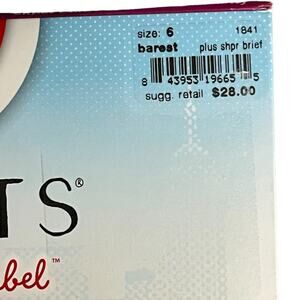 size: 6 1841
barest plus shpr brief
8 43953 19665 5
sugg. retail $28.00
TS®
bel™